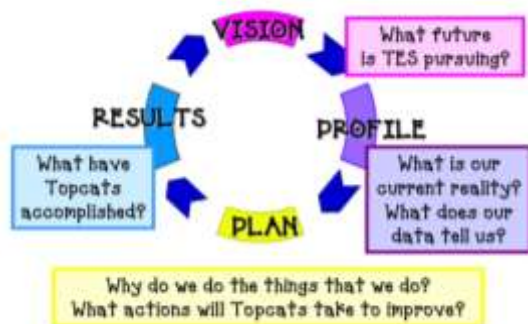 VISION
What future
is TES pursuing?
RESULTS
PROFILE
What have
Topcats
accomplished?
What is our
current reality?
What does our
data tell us?
PLAN
Why do we do the things that we do?
What actions will Topcats take to improve?